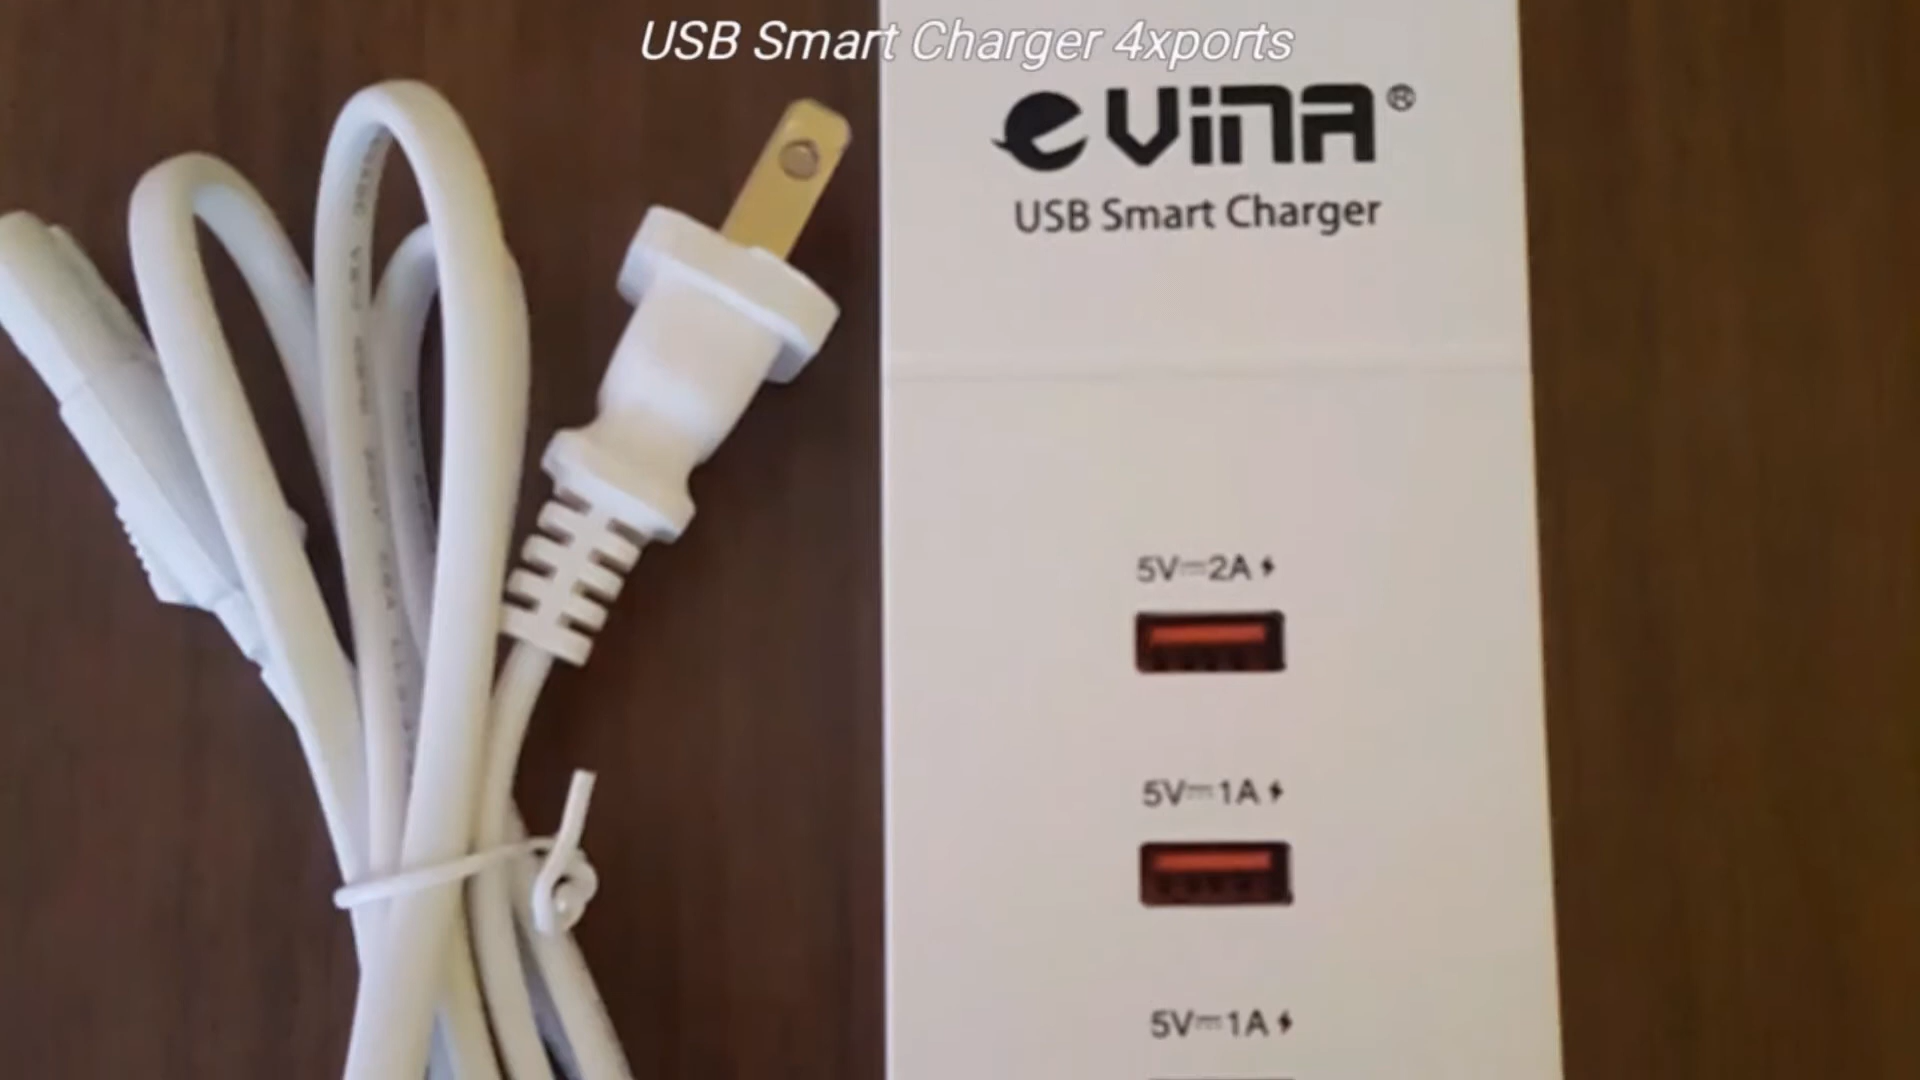 USB Smart Charger 4xports
eVina®
USB Smart Charger
5V⎓2A
5V⎓1A
5V⎓1A